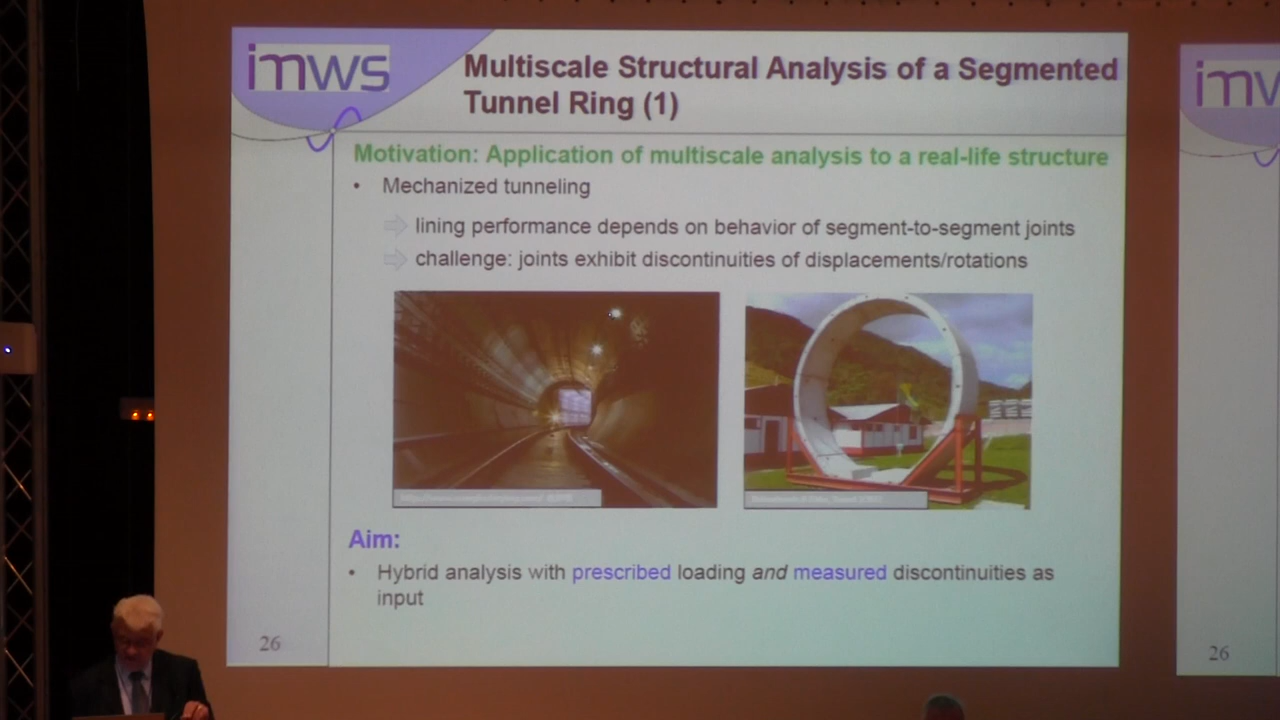 imws
Multiscale Structural Analysis of a Segmented
Tunnel Ring (1)
Motivation: Application of multiscale analysis to a real-life structure
• Mechanized tunneling
lining performance depends on behavior of segment-to-segment joints
challenge: joints exhibit discontinuities of displacements/rotations
Aim:
• Hybrid analysis with prescribed loading and measured discontinuities as
input
26
imw
26